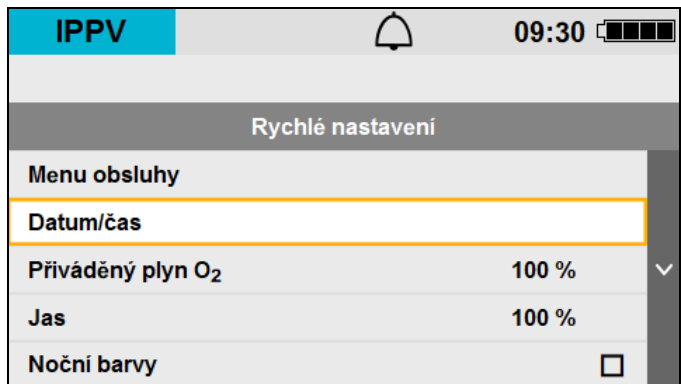 IPPV 09:30
Rychlé nastavení
Menu obsluhy
Datum/čas
Přiváděný plyn O₂ 100 %
Jas 100 %
Noční barvy